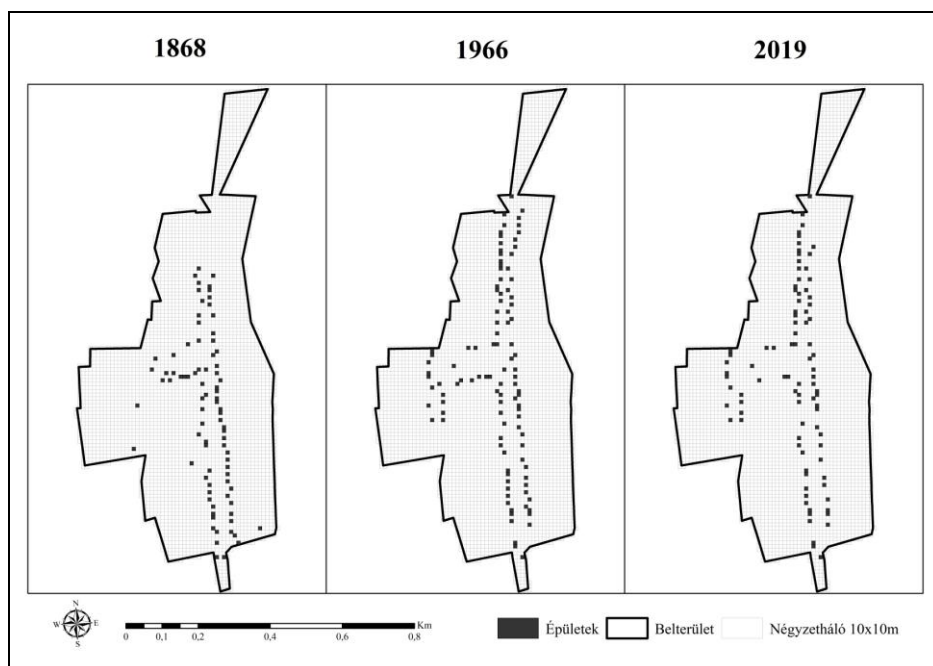 1868 1966 2019
N
W E
S
Km
0 0,1 0,2 0,4 0,6 0,8
Épületek Belterület Négyzetháló 10x10m